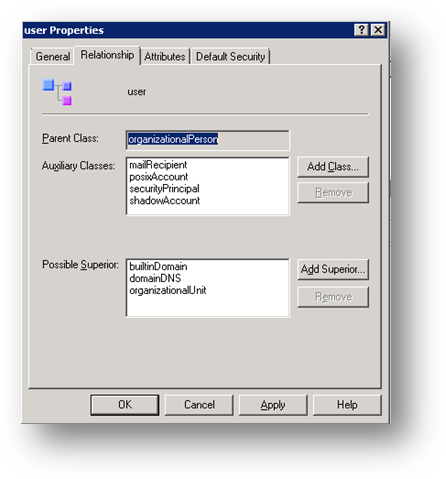 user Properties
General Relationship Attributes Default Security
user
Parent Class: organizationalPerson
Auxiliary Classes: mailRecipient Add Class...
posixAccount
securityPrincipal Remove
shadowAccount
Possible Superior: builtinDomain Add Superior...
domainDNS
organizationalUnit Remove
OK Cancel Apply Help